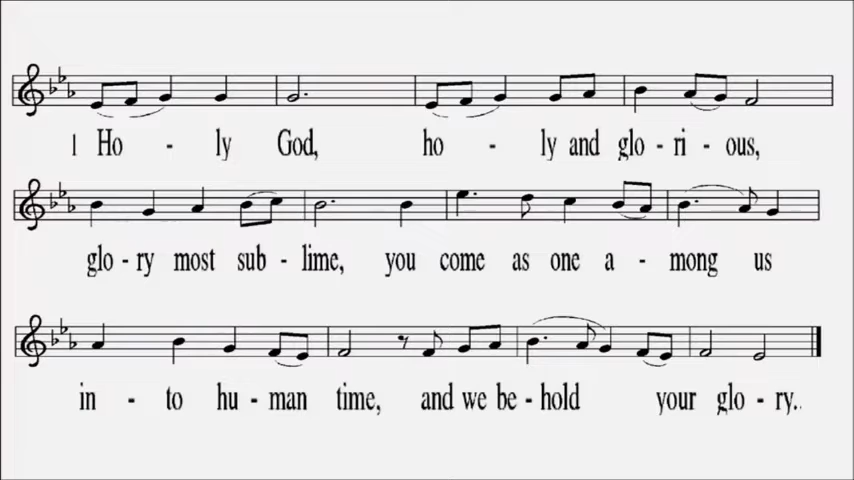 1 Ho - ly God, ho - ly and glo - ri - ous,
glo - ry most sub - lime, you come as one a - mong us
in - to hu - man time, and we be - hold your glo - ry.